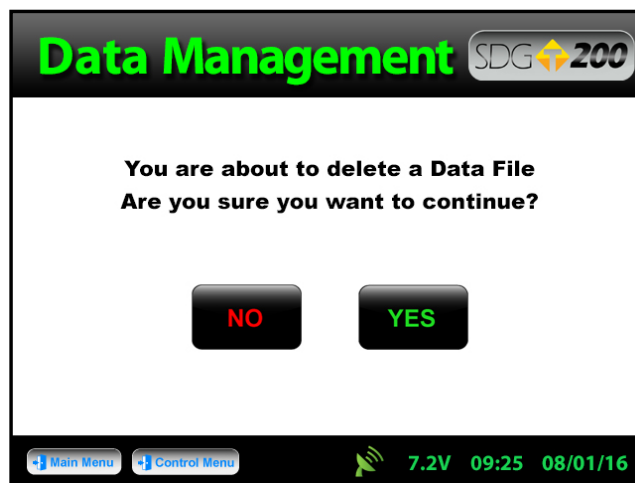 Data Management SDG 200
You are about to delete a Data File
Are you sure you want to continue?
NO YES
Main Menu Control Menu 7.2V 09:25 08/01/16